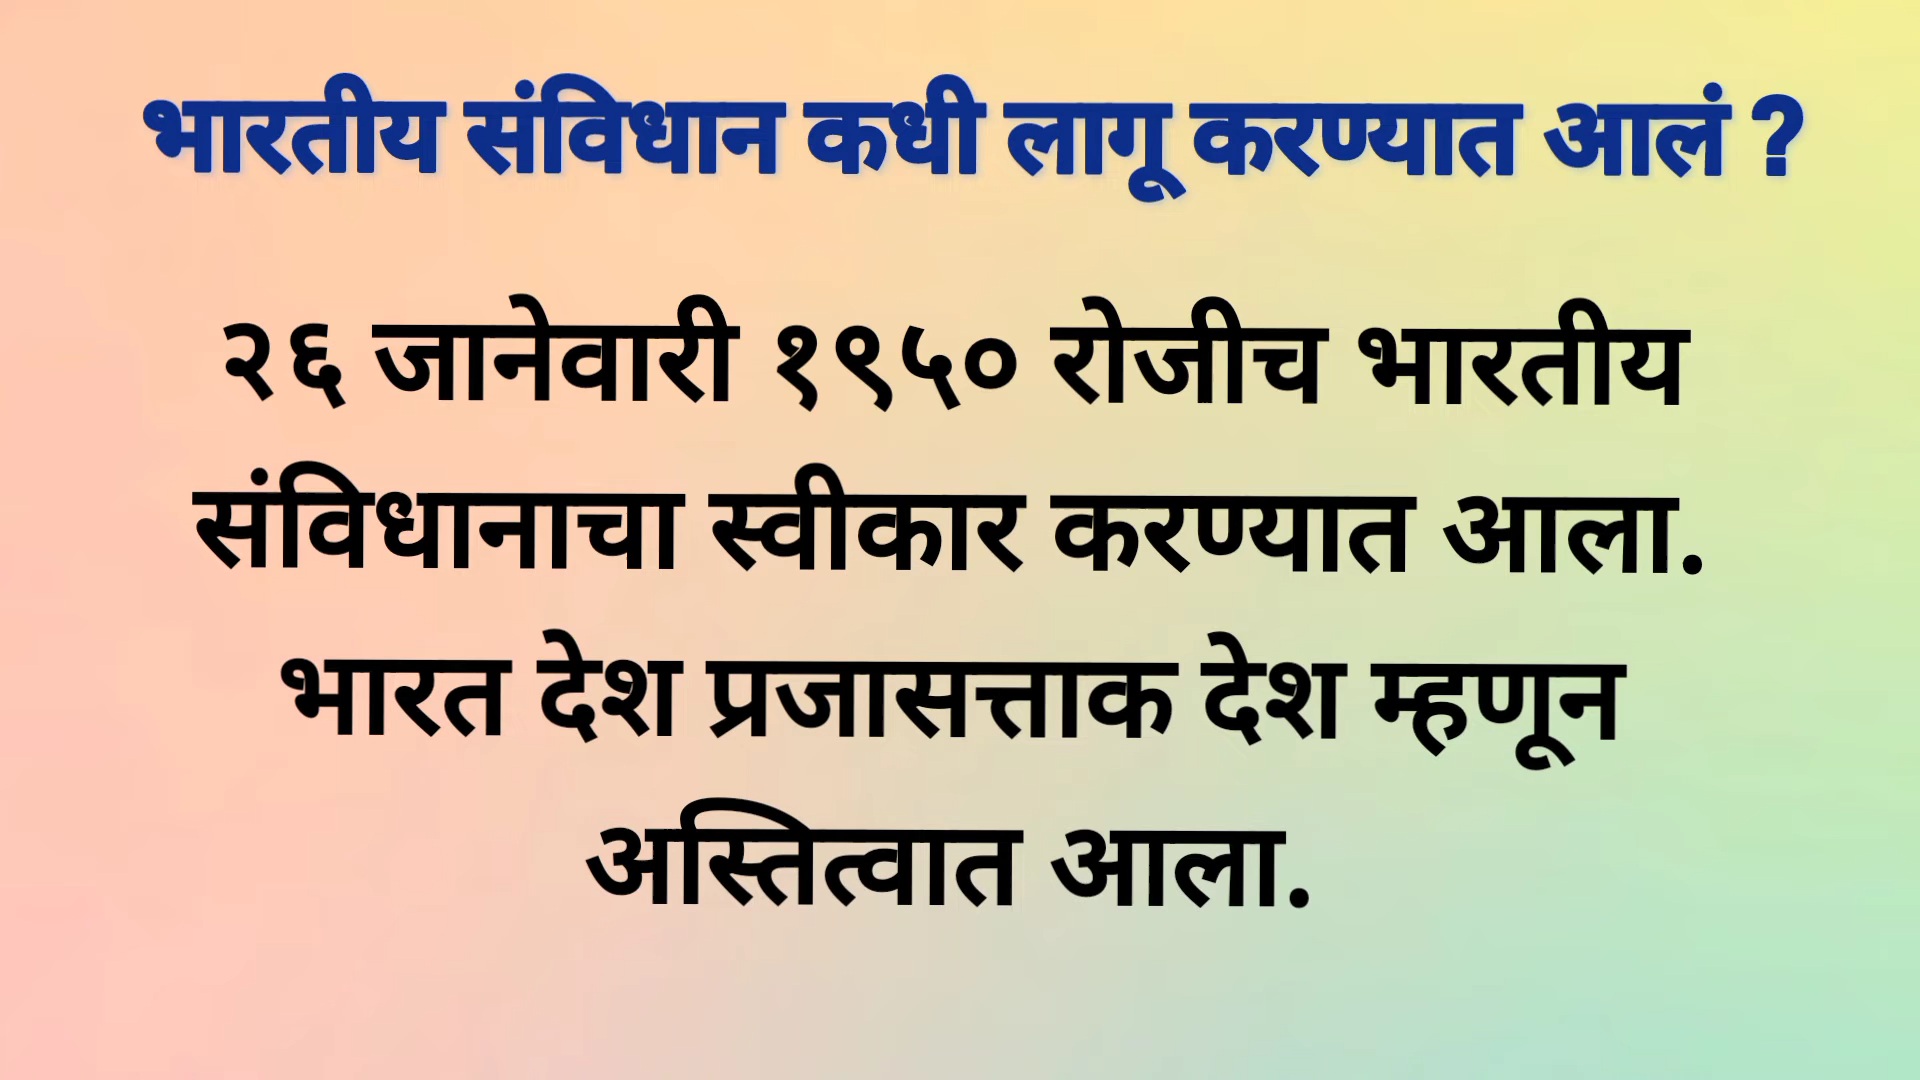 भारतीय संविधान कधी लागू करण्यात आलं ?
२६ जानेवारी १९५० रोजीच भारतीय
संविधानाचा स्वीकार करण्यात आला.
भारत देश प्रजासत्ताक देश म्हणून
अस्तित्वात आला.